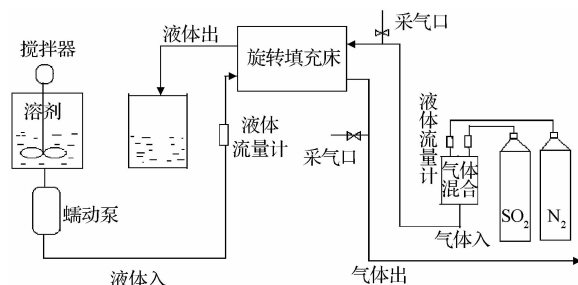 搅拌器
溶剂
蠕动泵
液体入
液体出
液体
流量计
旋转填充床
采气口
采气口
液体流量计
气体
混合
气体入
SO2
N2
气体出